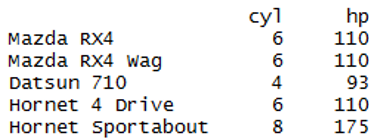 cyl hp
Mazda RX4 6 110
Mazda RX4 Wag 6 110
Datsun 710 4 93
Hornet 4 Drive 6 110
Hornet Sportabout 8 175